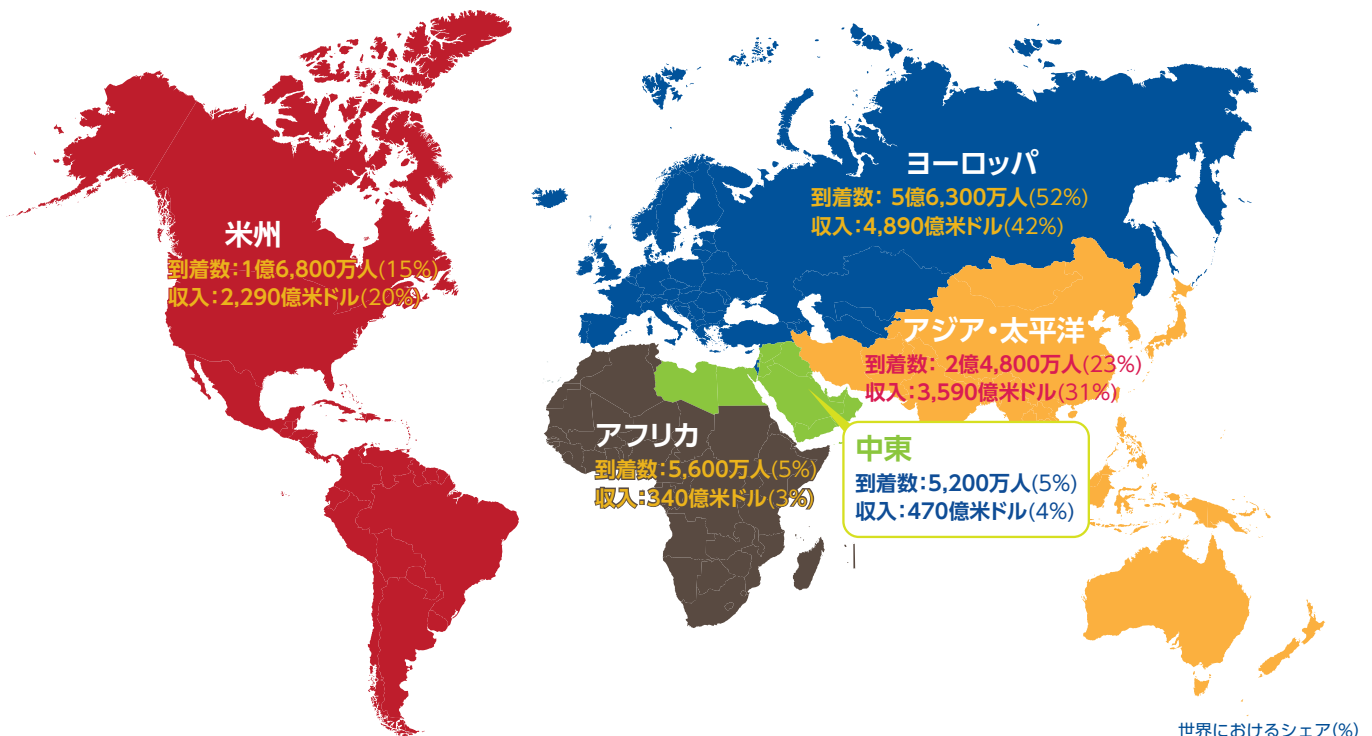 ヨーロッパ
到着数: 5億6,300万人(52%)
収入:4,890億米ドル(42%)
米州
到着数:1億6,800万人(15%)
収入:2,290億米ドル(20%)
アジア・太平洋
到着数: 2億4,800万人(23%)
収入:3,590億米ドル(31%)
アフリカ
到着数:5,600万人(5%)
収入:340億米ドル(3%)
中東
到着数:5,200万人(5%)
収入:470億米ドル(4%)
世界におけるシェア(%)